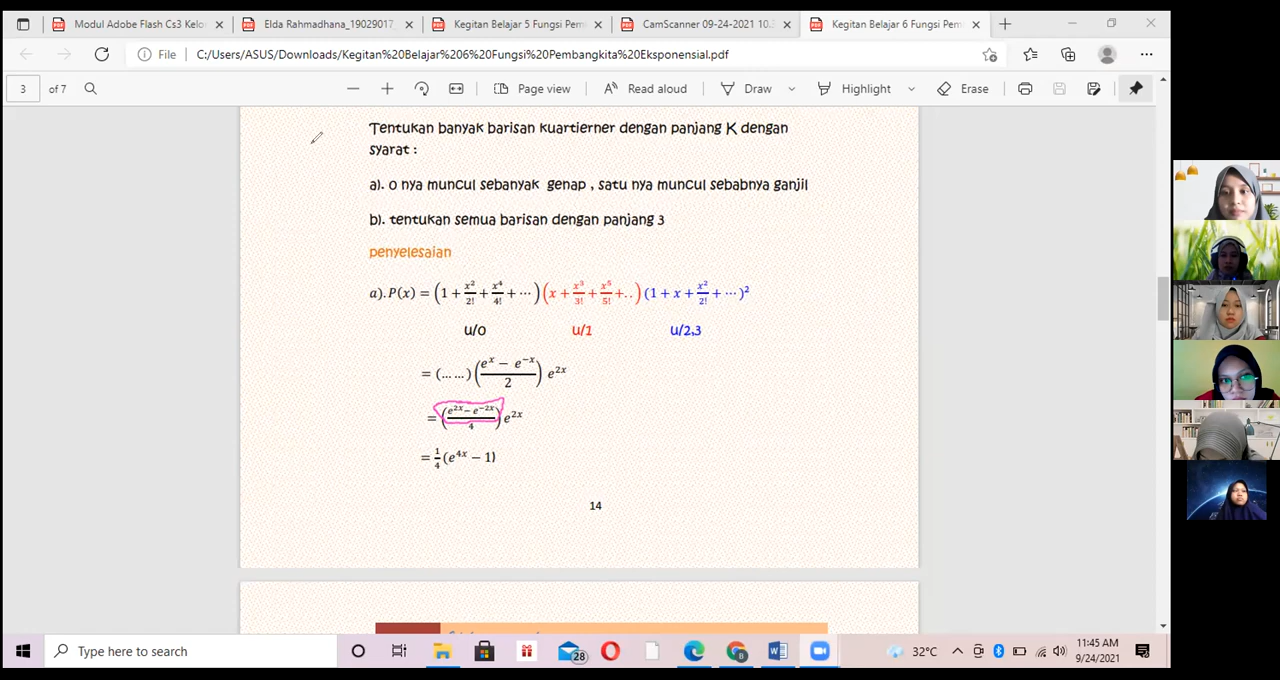 Modul Adobe Flash Cs3 Kelo
Elda Rahmadhana_19029017_
Kegitan Belajar 5 Fungsi Pem
CamScanner 09-24-2021 10.
Kegitan Belajar 6 Fungsi Pem
File
C:/Users/ASUS/Downloads/Kegitan%20Belajar%206%20Fungsi%20Pembangkita%20Eksponensial.pdf
3 of 7
Page view
Read aloud
Draw
Highlight
Erase
Tentukan banyak barisan kuartierner dengan panjang K dengan
syarat :
a). 0 nya muncul sebanyak genap , satu nya muncul sebabnya ganjil
b). tentukan semua barisan dengan panjang 3
penyelesaian
a). P(x) = (1 + x²/2! + x⁴/4! + ⋯ ) (x + x³/3! + x⁵/5! + ..) (1 + x + x²/2! + ⋯ )²
u/0 u/1 u/2,3
= (... ...) ((eˣ − e⁻ˣ)/2) e²ˣ
= ((e²ˣ − e⁻²ˣ)/4) e²ˣ
= 1/4 (e⁴ˣ − 1)
14
Type here to search
28
32°C
11:45 AM
9/24/2021